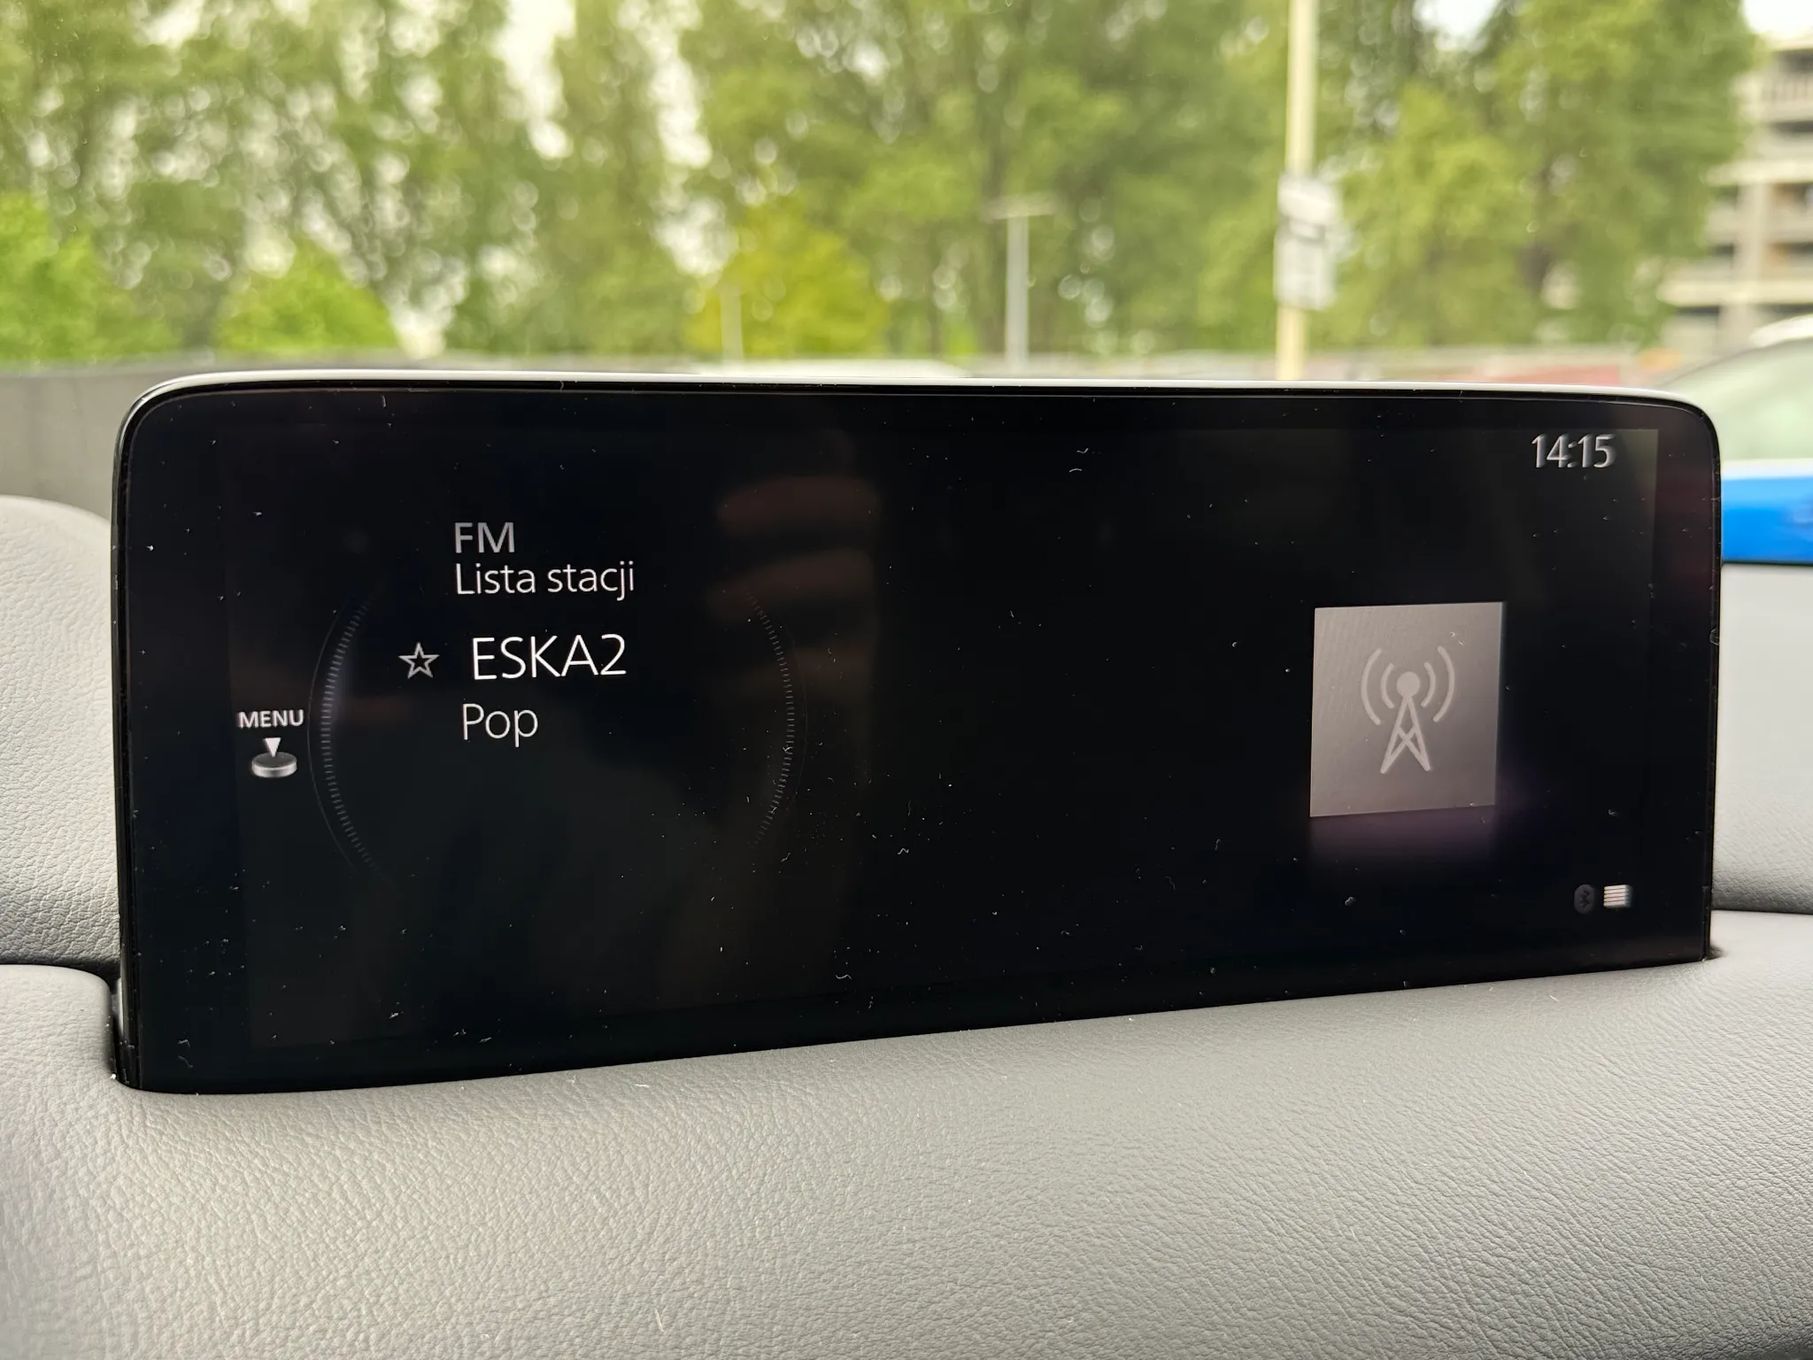 14:15
FM
Lista stacji
ESKA2
Pop
MENU